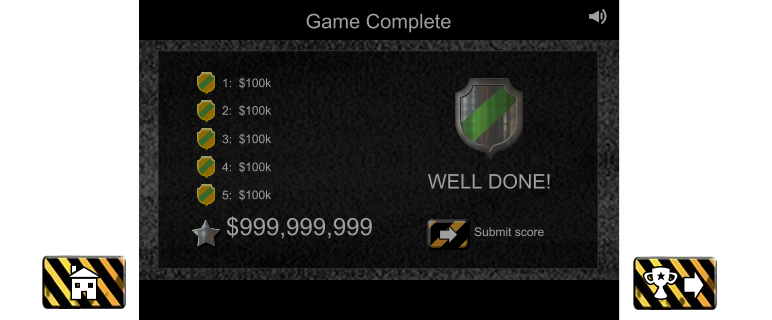 Game Complete
1: $100k
2: $100k
3: $100k
4: $100k
5: $100k
WELL DONE!
$999,999,999
Submit score